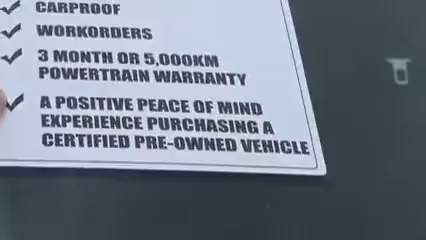 CARPROOF
WORKORDERS
3 MONTH OR 5,000KM
POWERTRAIN WARRANTY
A POSITIVE PEACE OF MIND
EXPERIENCE PURCHASING A
CERTIFIED PRE-OWNED VEHICLE